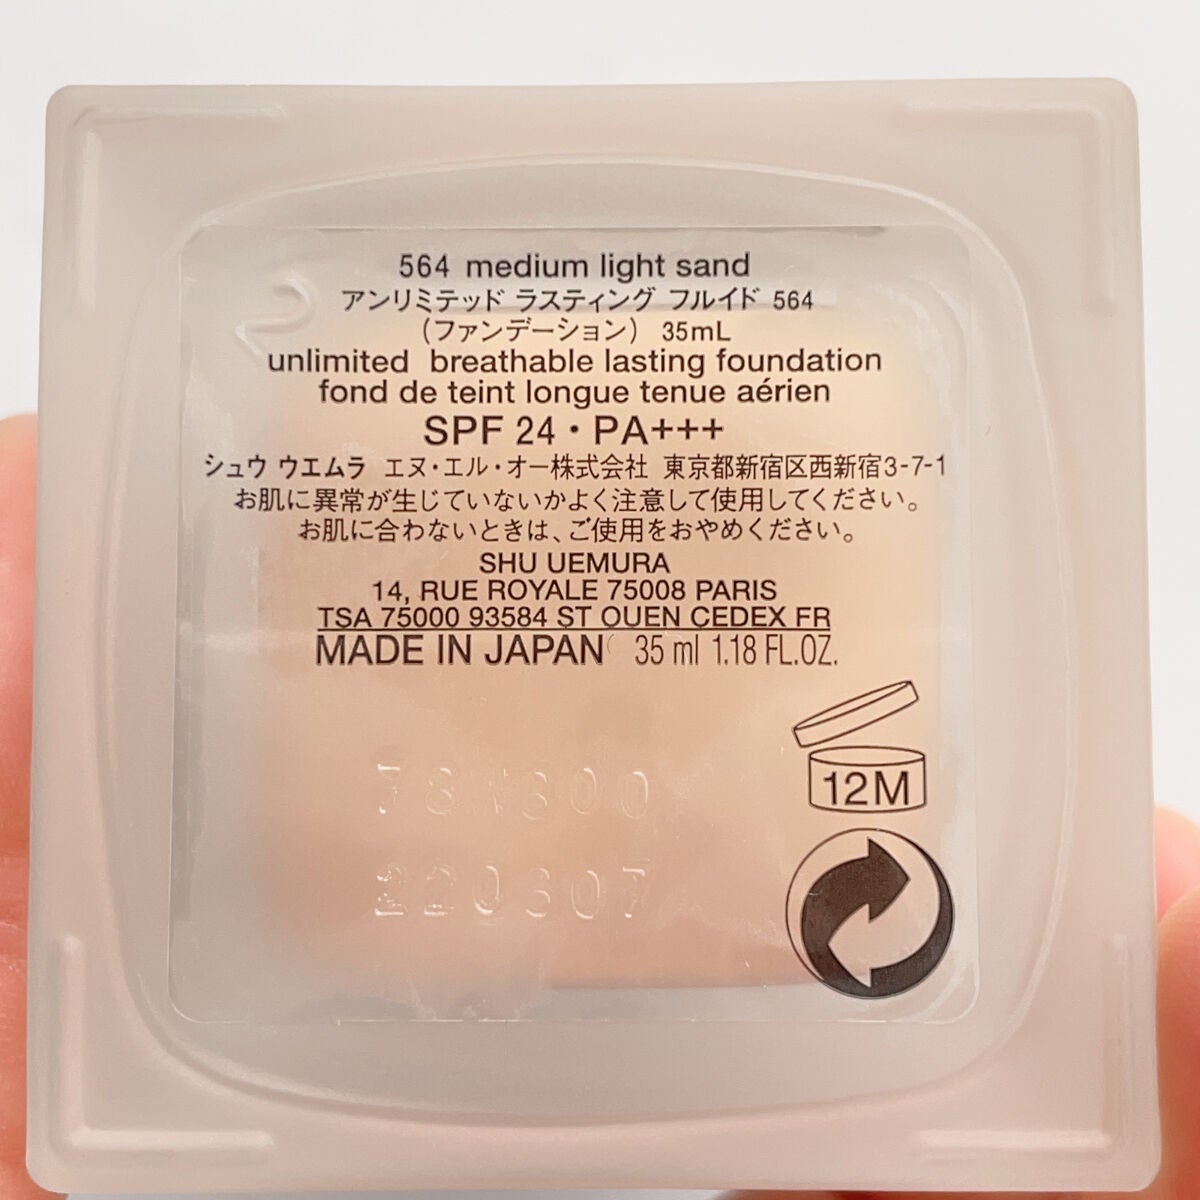 564 medium light sand
アンリミテッド ラスティング フルイド 564
（ファンデーション） 35mL
unlimited breathable lasting foundation
fond de teint longue tenue aérien
SPF 24・PA+++
シュウ ウエムラ エヌ・エル・オー株式会社 東京都新宿区西新宿3-7-1
お肌に異常が生じていないかよく注意して使用してください。
お肌に合わないときは、ご使用をおやめください。
SHU UEMURA
14, RUE ROYALE 75008 PARIS
TSA 75000 93584 ST OUEN CEDEX FR
MADE IN JAPAN 35 ml 1.18 FL.OZ.
12M
2